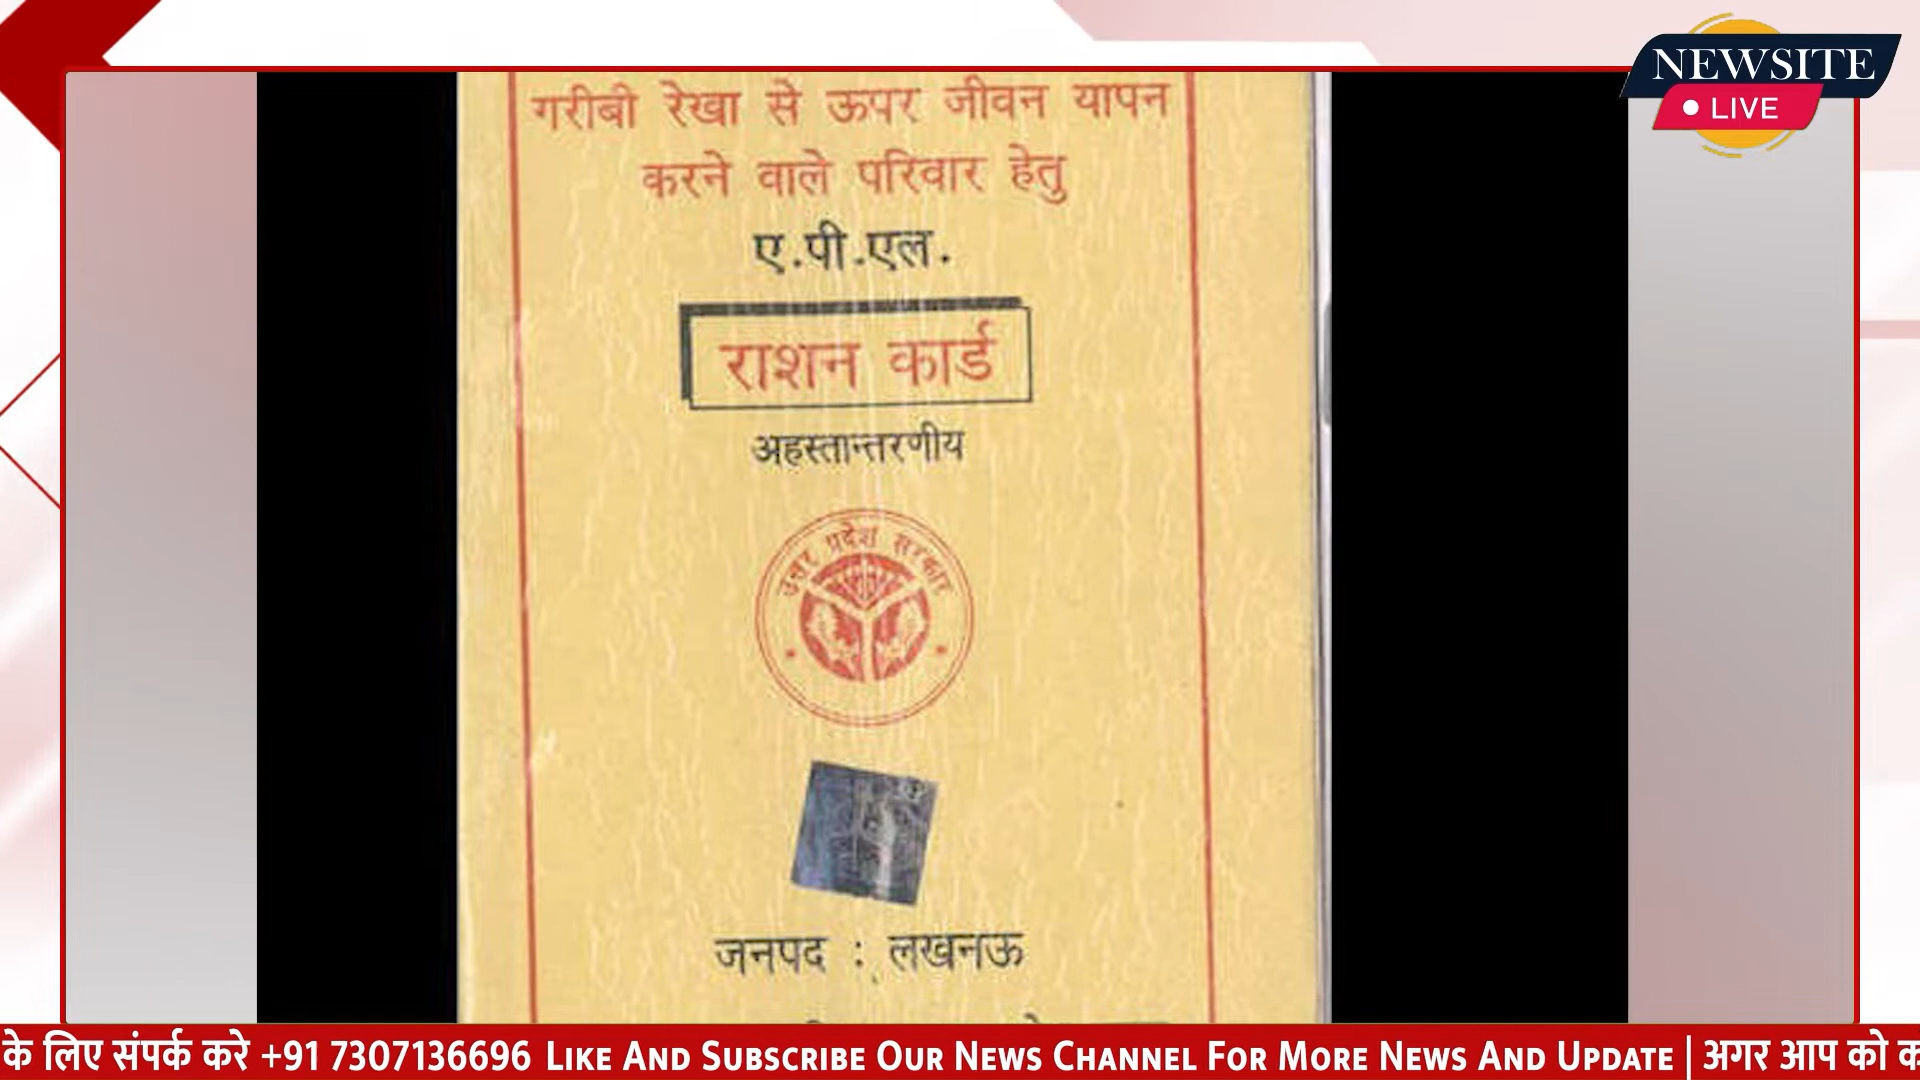 NEWSITE
LIVE
गरीबी रेखा से ऊपर जीवन यापन
करने वाले परिवार हेतु
ए.पी.एल.
राशन कार्ड
अहस्तान्तरणीय
उत्तर प्रदेश सरकार
जनपद : लखनऊ
के लिए संपर्क करे +91 7307136696 LIKE AND SUBSCRIBE OUR NEWS CHANNEL FOR MORE NEWS AND UPDATE | अगर आप को